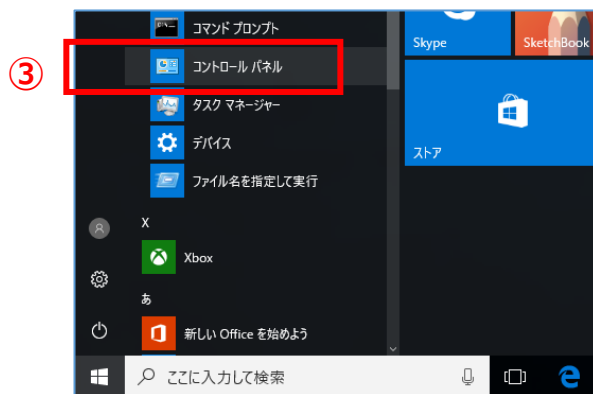 コマンド プロンプト
Skype
SketchBook
③
コントロール パネル
タスク マネージャー
デバイス
ストア
ファイル名を指定して実行
X
Xbox
あ
新しい Office を始めよう
ここに入力して検索